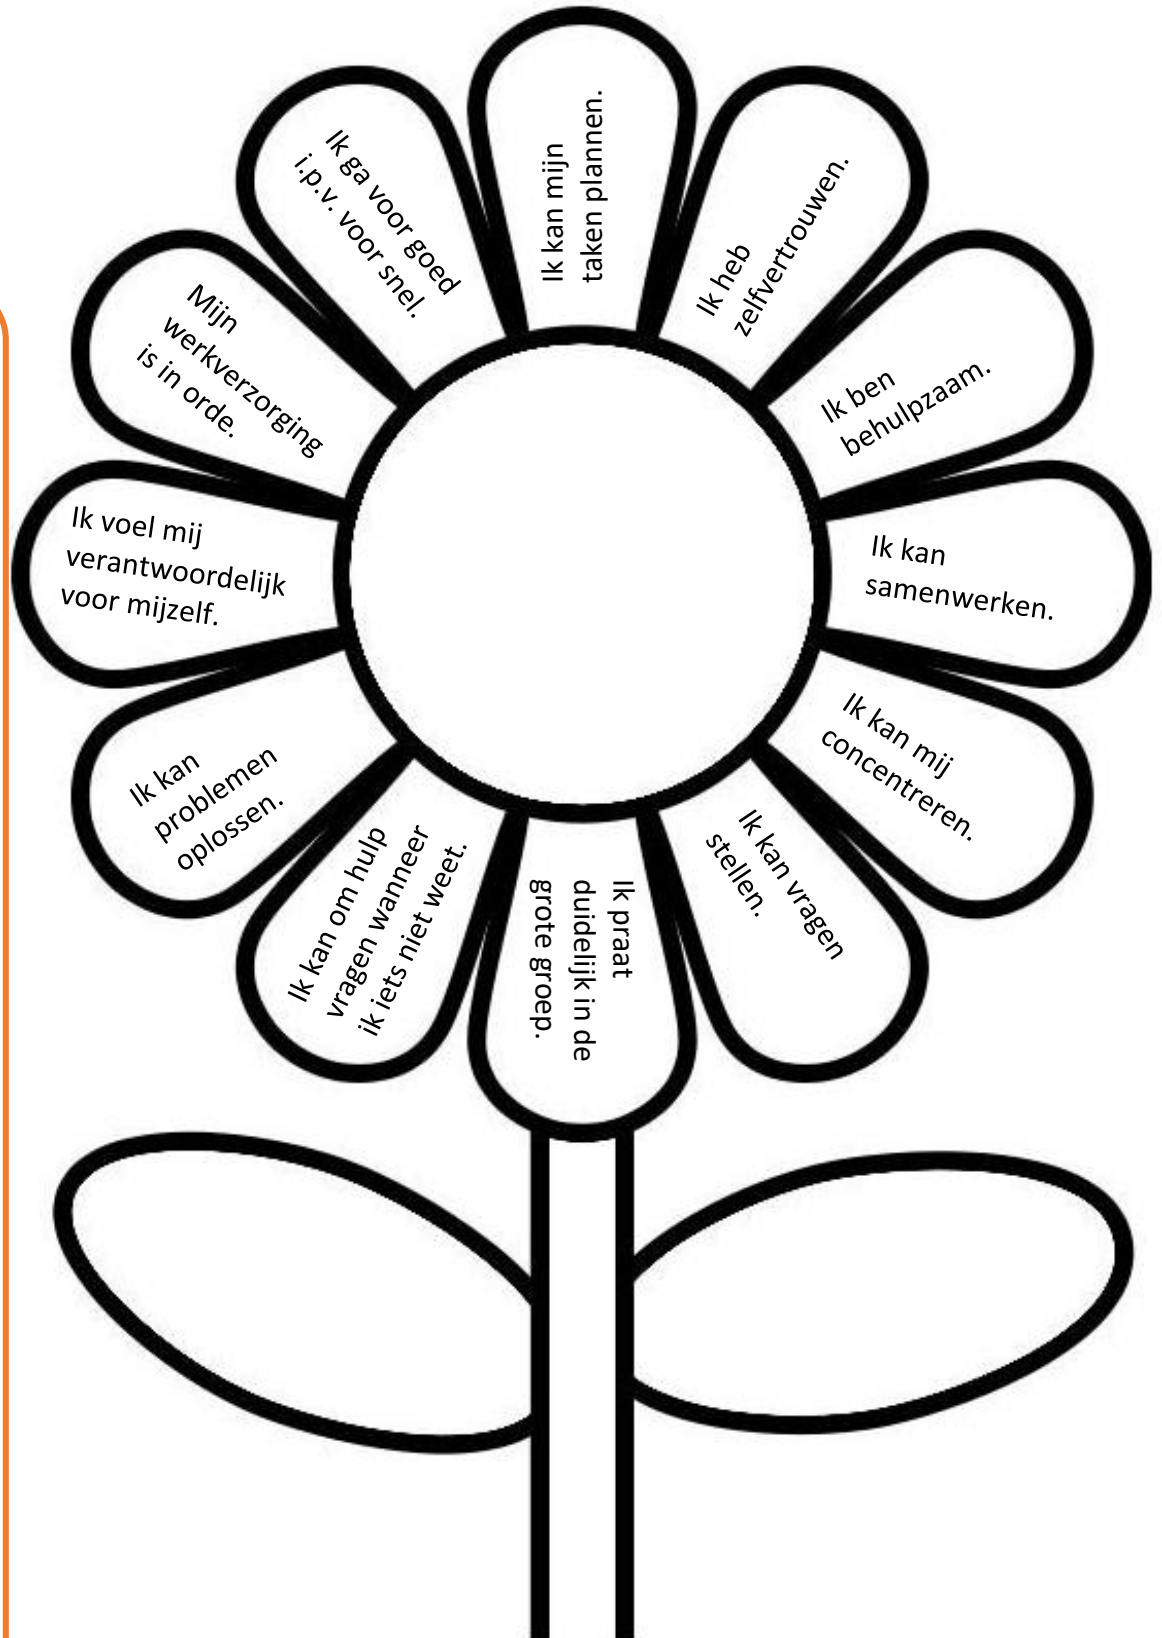 Ik kan mijn
taken plannen.
Ik heb
zelfvertrouwen.
Ik ben
behulpzaam.
Ik kan
samenwerken.
Ik kan mij
concentreren.
Ik kan vragen
stellen.
Ik praat
duidelijk in de
grote groep.
Ik kan om hulp
vragen wanneer
ik iets niet weet.
Ik kan
problemen
oplossen.
Ik voel mij
verantwoordelijk
voor mijzelf.
Mijn
werkverzorging
is in orde.
Ik ga voor goed
i.p.v. voor snel.